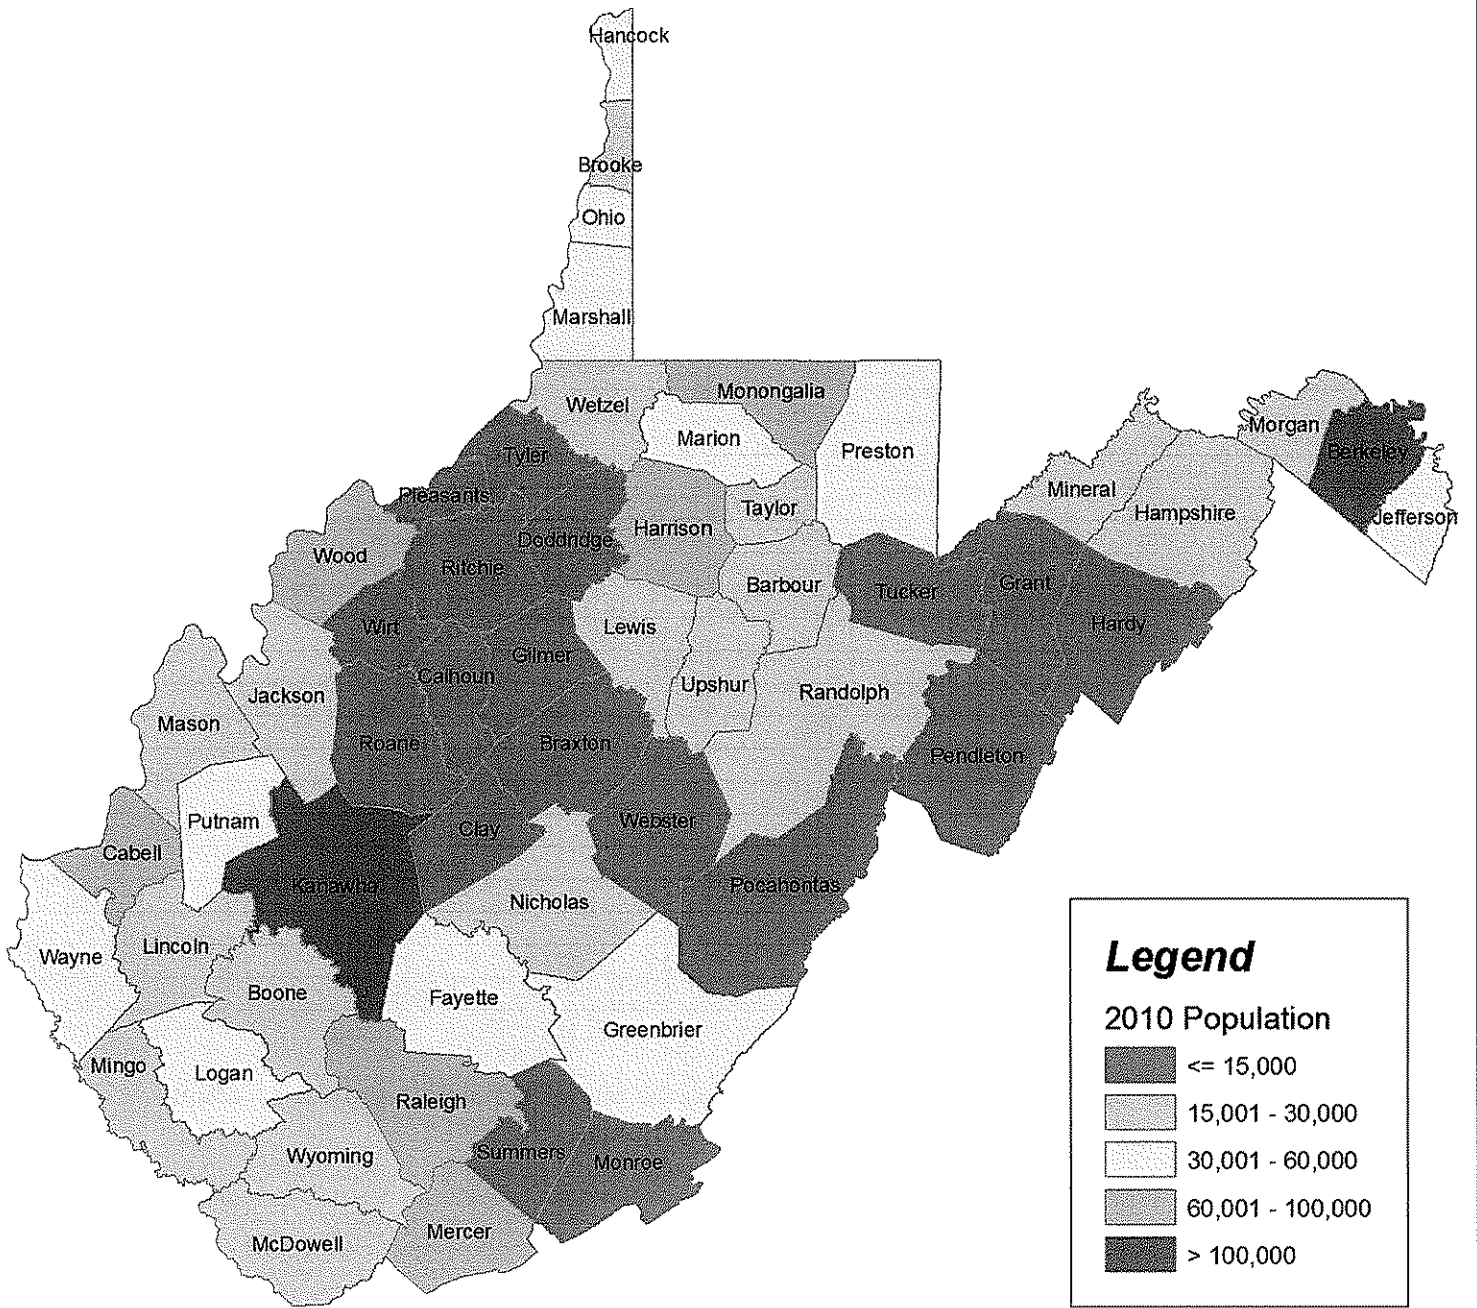 Hancock
Brooke
Ohio
Marshall
Wetzel
Monongalia
Marion
Preston
Tyler
Pleasants
Harrison
Taylor
Doddridge
Wood
Ritchie
Barbour
Tucker
Grant
Mineral
Hampshire
Morgan
Berkeley
Jefferson
Hardy
Wirt
Lewis
Gilmer
Calhoun
Upshur
Randolph
Jackson
Mason
Roane
Braxton
Pendleton
Putnam
Clay
Webster
Cabell
Kanawha
Pocahontas
Nicholas
Lincoln
Wayne
Boone
Fayette
Greenbrier
Mingo
Logan
Raleigh
Wyoming
Summers
Monroe
Mercer
McDowell
Legend
2010 Population
<= 15,000
15,001 - 30,000
30,001 - 60,000
60,001 - 100,000
> 100,000